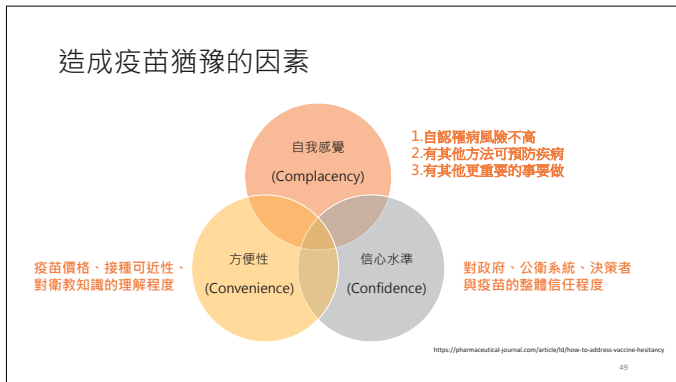 造成疫苗猶豫的因素
自我感覺
(Complacency)
1.自認罹病風險不高
2.有其他方法可預防疾病
3.有其他更重要的事要做
疫苗價格、接種可近性、
對衛教知識的理解程度
方便性
(Convenience)
信心水準
(Confidence)
對政府、公衛系統、決策者
與疫苗的整體信任程度
https://pharmaceutical-journal.com/article/ld/how-to-address-vaccine-hesitancy
49